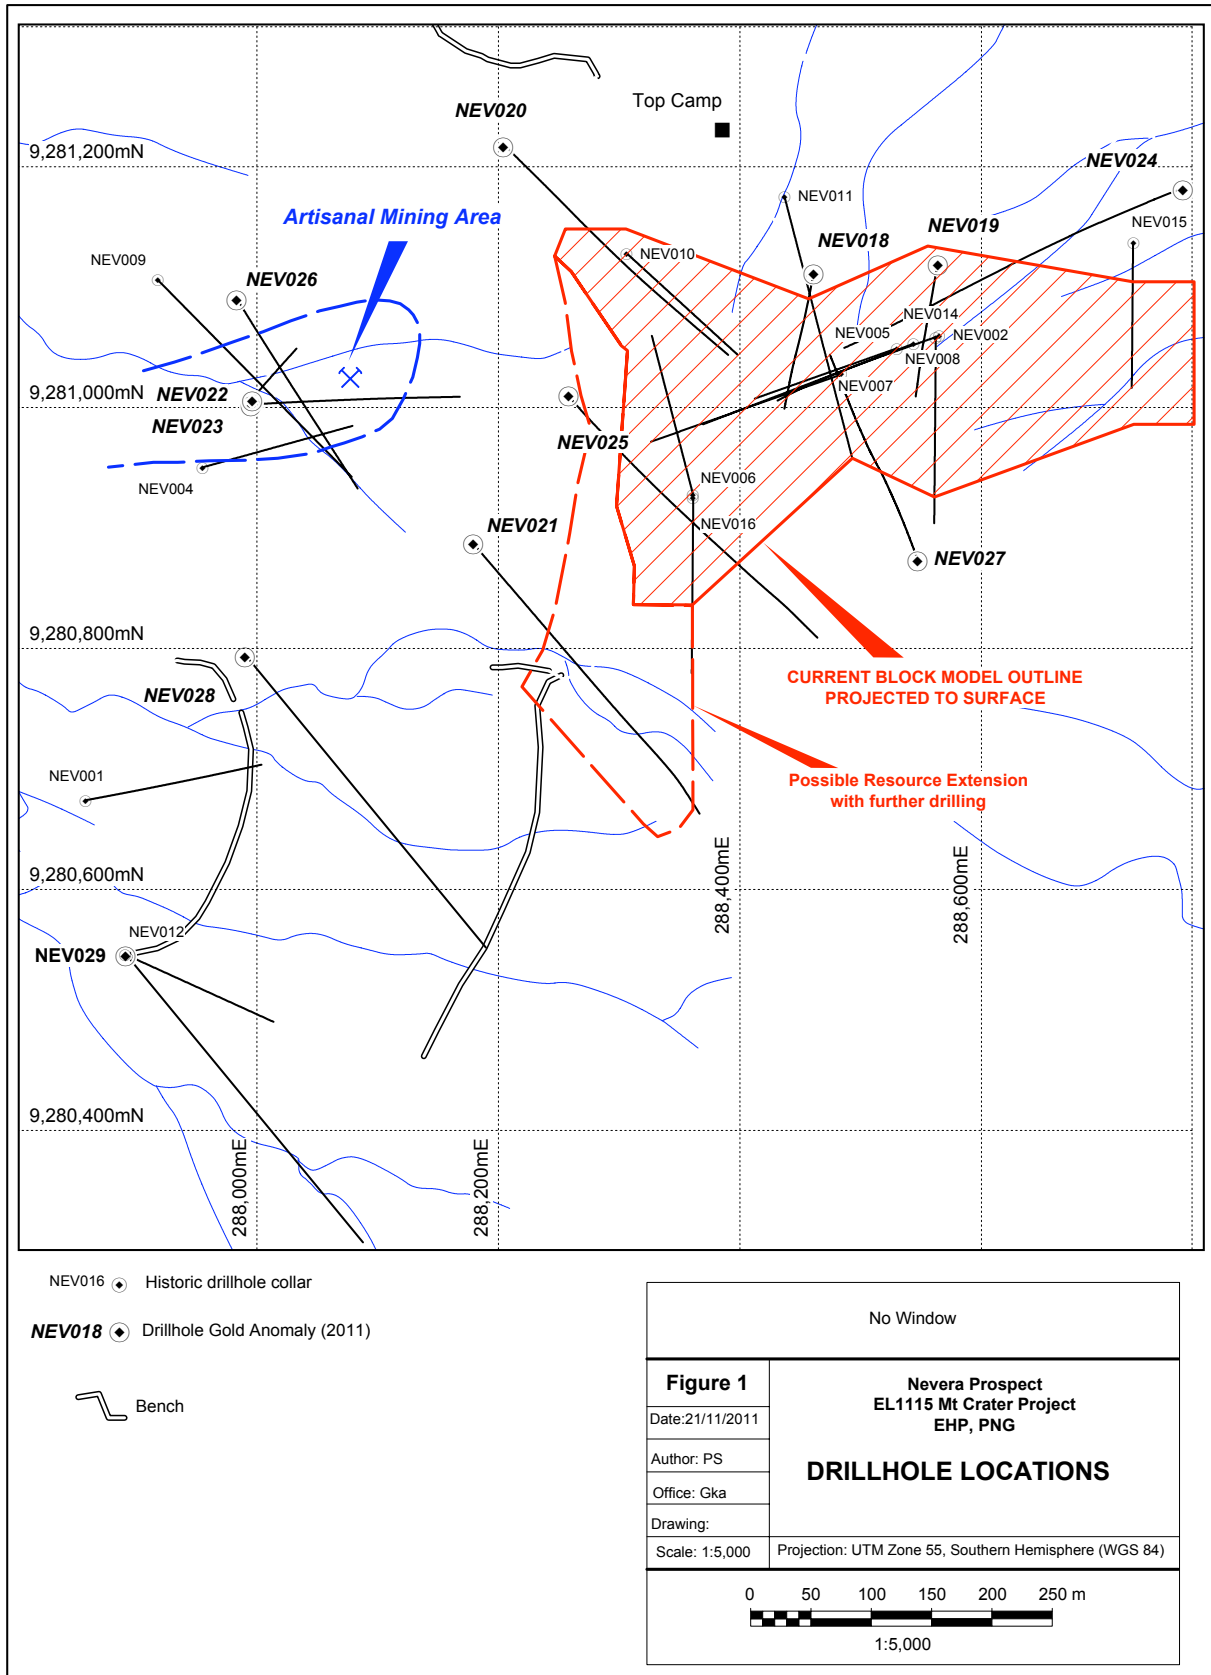 Top Camp
NEV020
9,281,200mN
NEV024
NEV011
NEV015
Artisanal Mining Area
NEV018
NEV019
NEV010
NEV009
NEV026
NEV014
NEV005
NEV002
NEV008
NEV007
NEV022
9,281,000mN
NEV023
NEV025
NEV004
NEV006
NEV016
NEV021
NEV027
9,280,800mN
NEV028
CURRENT BLOCK MODEL OUTLINE
PROJECTED TO SURFACE
NEV001
Possible Resource Extension
with further drilling
9,280,600mN
288,400mE
288,600mE
NEV012
NEV029
9,280,400mN
288,000mE
288,200mE
NEV016 Historic drillhole collar
NEV018 Drillhole Gold Anomaly (2011)
Bench
No Window
Figure 1
Date:21/11/2011
Author: PS
Office: Gka
Drawing:
Scale: 1:5,000
Nevera Prospect
EL1115 Mt Crater Project
EHP, PNG
DRILLHOLE LOCATIONS
Projection: UTM Zone 55, Southern Hemisphere (WGS 84)
0 50 100 150 200 250 m
1:5,000